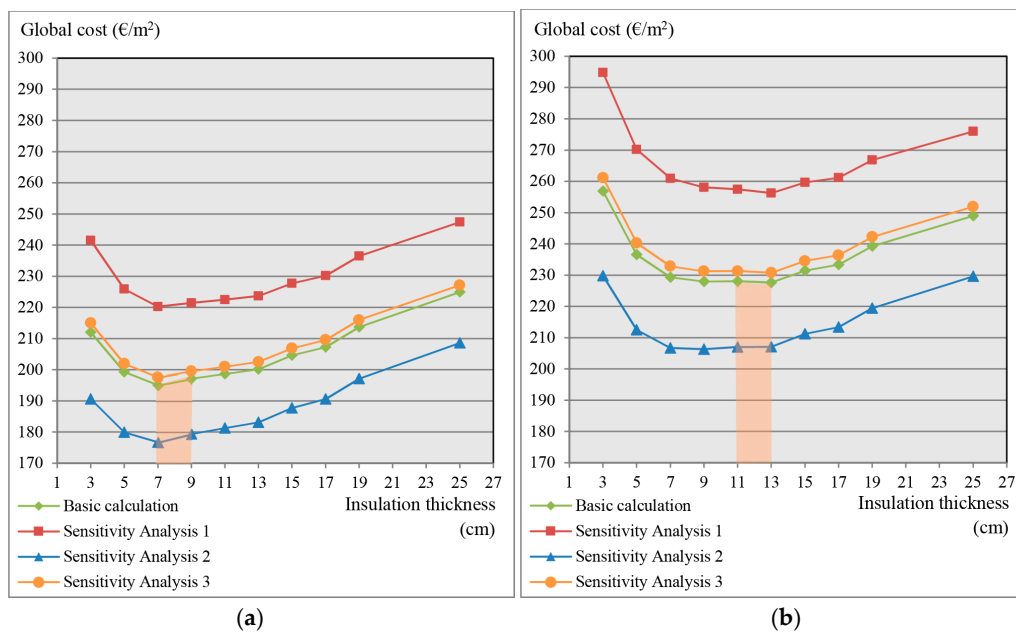 Global cost (€/m²)
300
290
280
270
260
250
240
230
220
210
200
190
180
170
1 3 5 7 9 11 13 15 17 19 21 23 25 27
Insulation thickness
(cm)
Basic calculation
Sensitivity Analysis 1
Sensitivity Analysis 2
Sensitivity Analysis 3
(a)
Global cost (€/m²)
300
290
280
270
260
250
240
230
220
210
200
190
180
170
1 3 5 7 9 11 13 15 17 19 21 23 25 27
Insulation thickness
(cm)
Basic calculation
Sensitivity Analysis 1
Sensitivity Analysis 2
Sensitivity Analysis 3
(b)